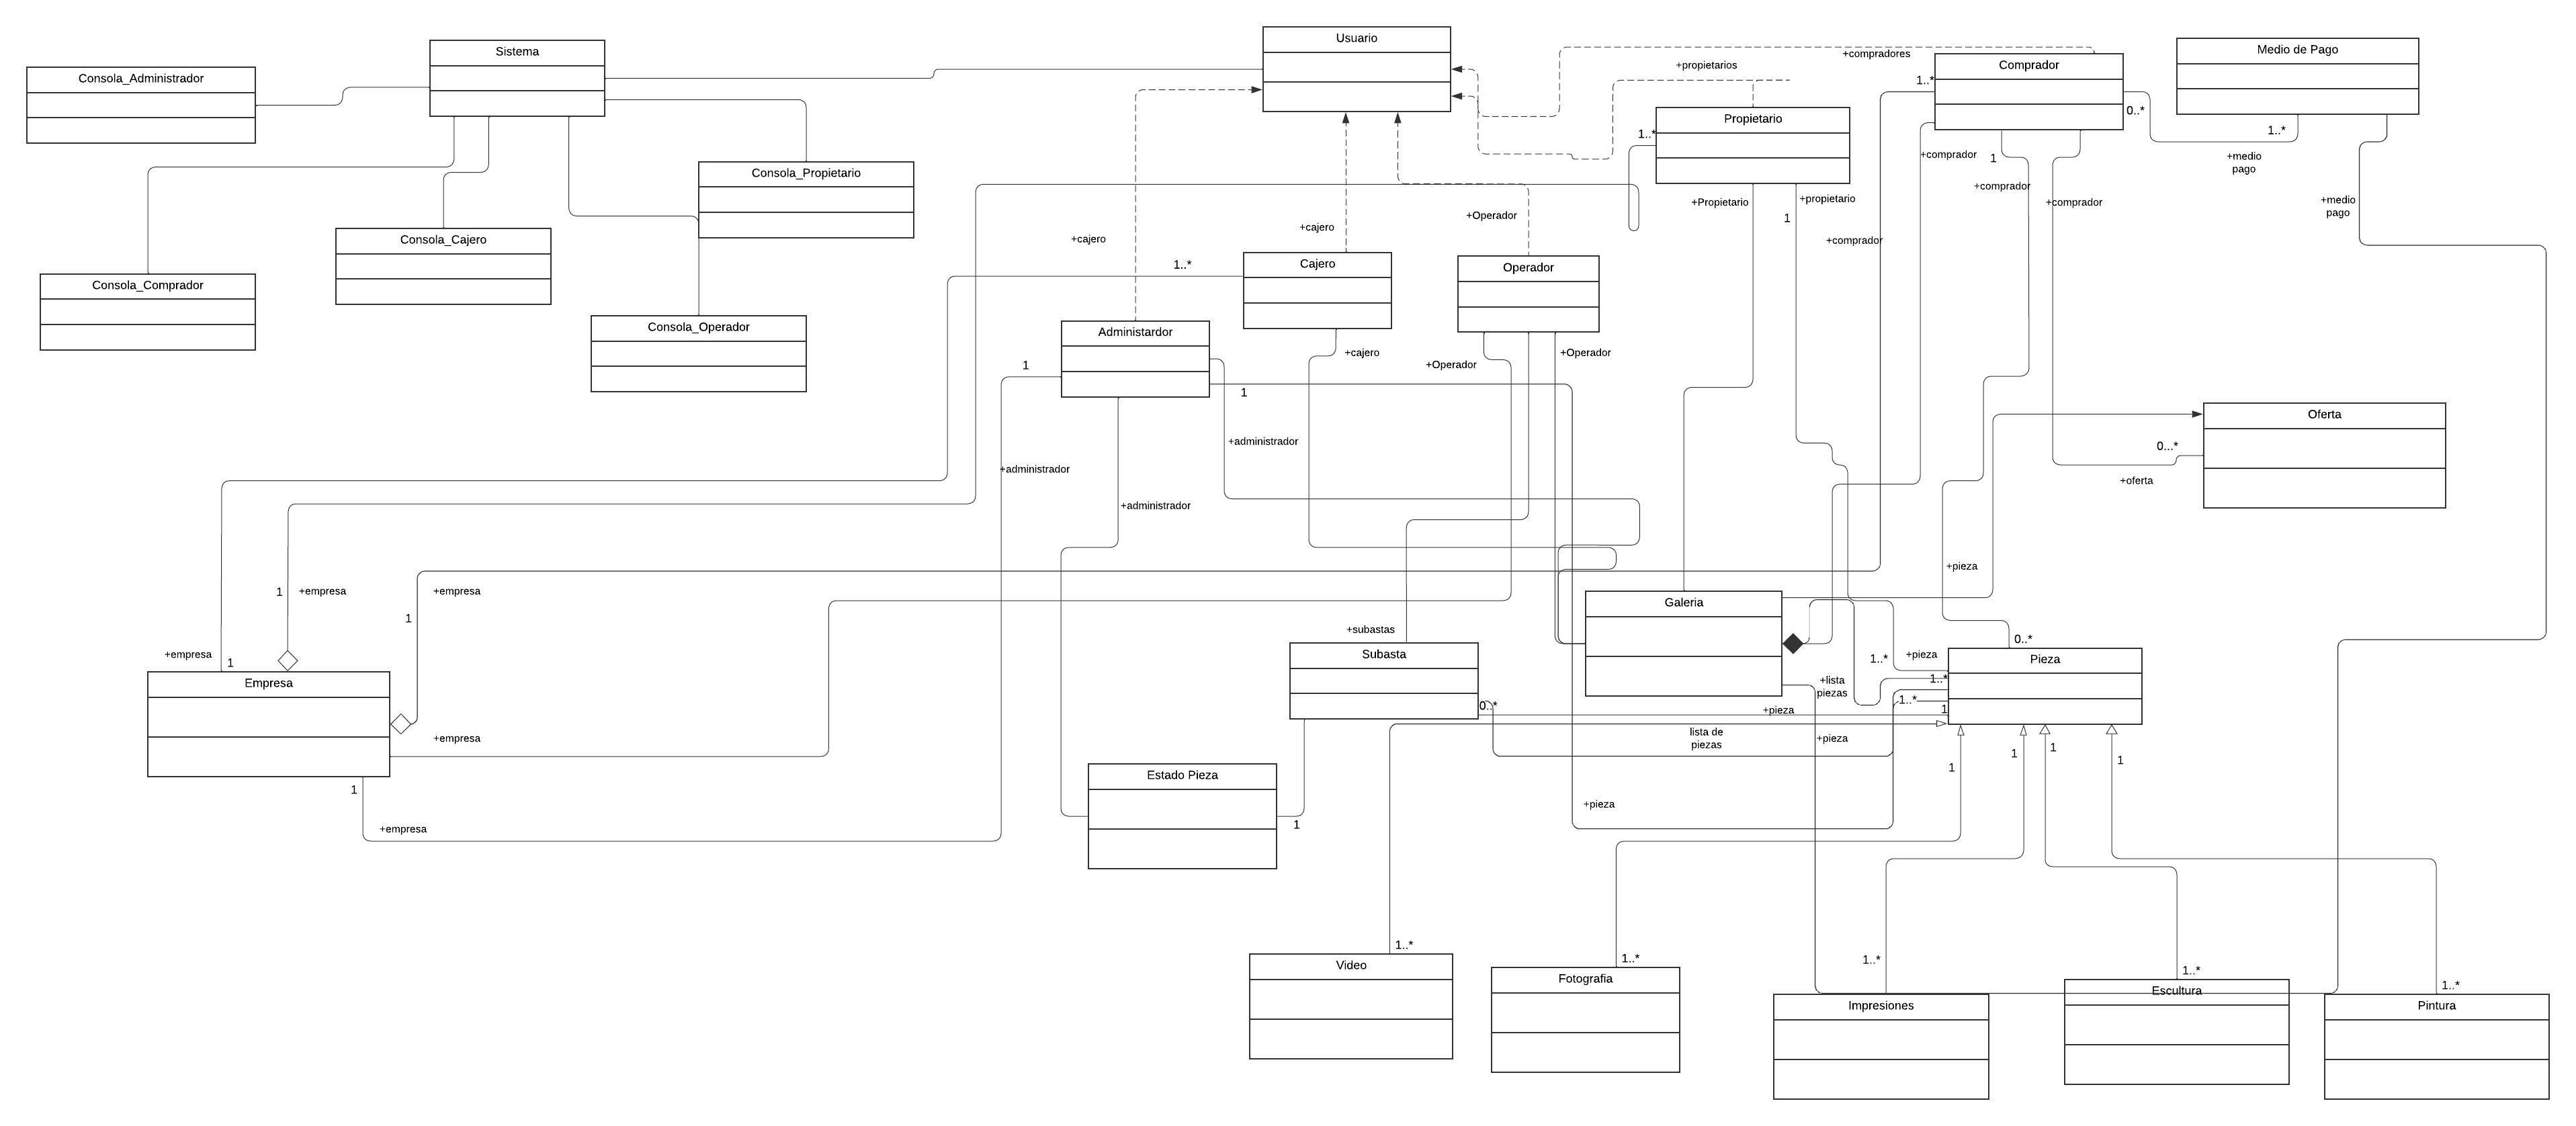 Usuario
Sistema
Medio de Pago
+compradores
Comprador
+propietarios
Consola_Administrador
1..*
0..*
Propietario
1..*
1..*
+comprador
1
+medio
pago
Consola_Propietario
+comprador
+Propietario
+propietario
+comprador
+medio
pago
1
+Operador
+cajero
+cajero
Consola_Cajero
+comprador
1..*
Cajero
Operador
Consola_Comprador
Consola_Operador
Administardor
+cajero
+Operador
1
+Operador
1
Oferta
+administrador
0...*
+administrador
+oferta
+administrador
+pieza
1
+empresa
+empresa
1
Galeria
+subastas
0..*
+empresa
1
Subasta
1..*
+pieza
Pieza
Empresa
+lista
piezas
1..*
1..*
0..*
+pieza
1
lista de
piezas
+pieza
+empresa
1
1
1
1
Estado Pieza
1
+pieza
1
+empresa
1..*
1..*
1..*
Video
1..*
Fotografia
1..*
Escultura
Impresiones
Pintura